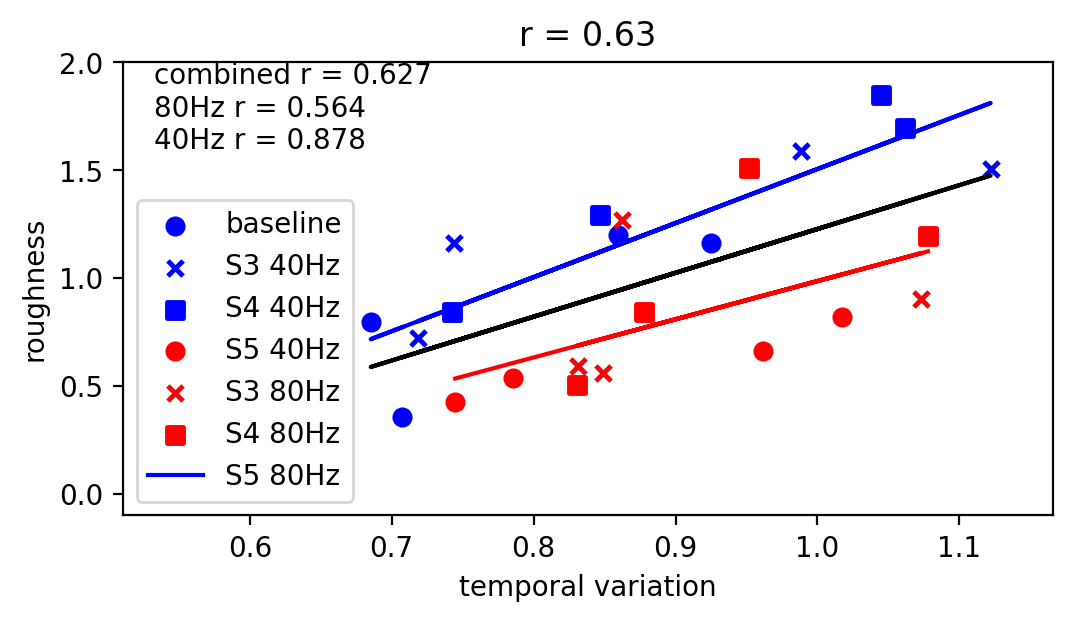 r = 0.63
combined r = 0.627
80Hz r = 0.564
40Hz r = 0.878
2.0
1.5
1.0
0.5
0.0
roughness
baseline
S3 40Hz
S4 40Hz
S5 40Hz
S3 80Hz
S4 80Hz
S5 80Hz
0.6 0.7 0.8 0.9 1.0 1.1
temporal variation